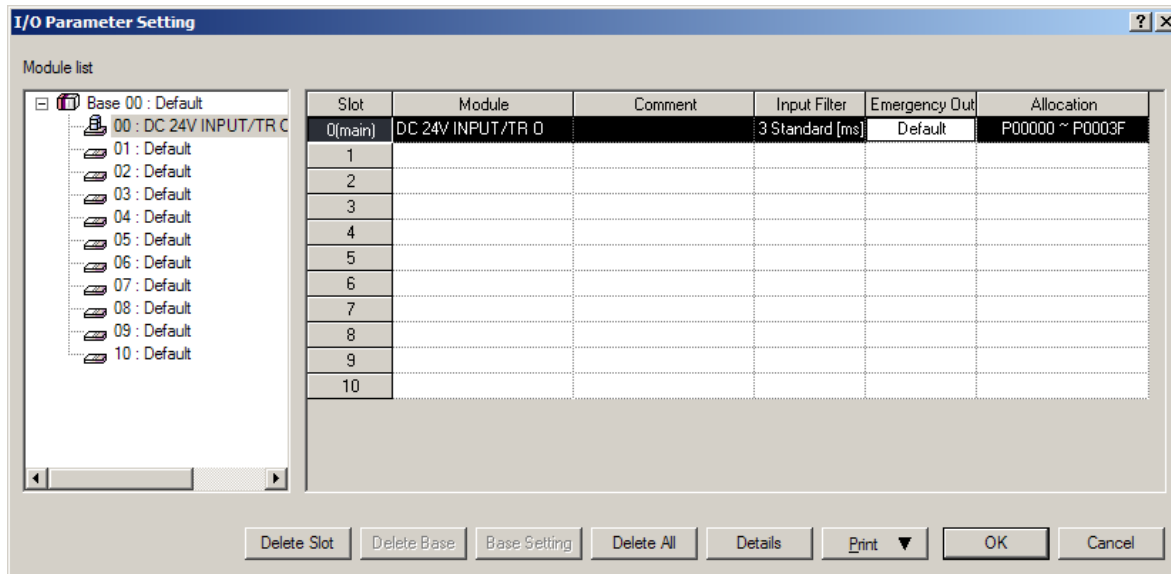 I/O Parameter Setting
Module list
Base 00 : Default
00 : DC 24V INPUT/TR O
01 : Default
02 : Default
03 : Default
04 : Default
05 : Default
06 : Default
07 : Default
08 : Default
09 : Default
10 : Default
Slot Module Comment Input Filter Emergency Out Allocation
0(main) DC 24V INPUT/TR O 3 Standard [ms] Default P00000 ~ P0003F
1
2
3
4
5
6
7
8
9
10
Delete Slot Delete Base Base Setting Delete All Details Print ▼ OK Cancel